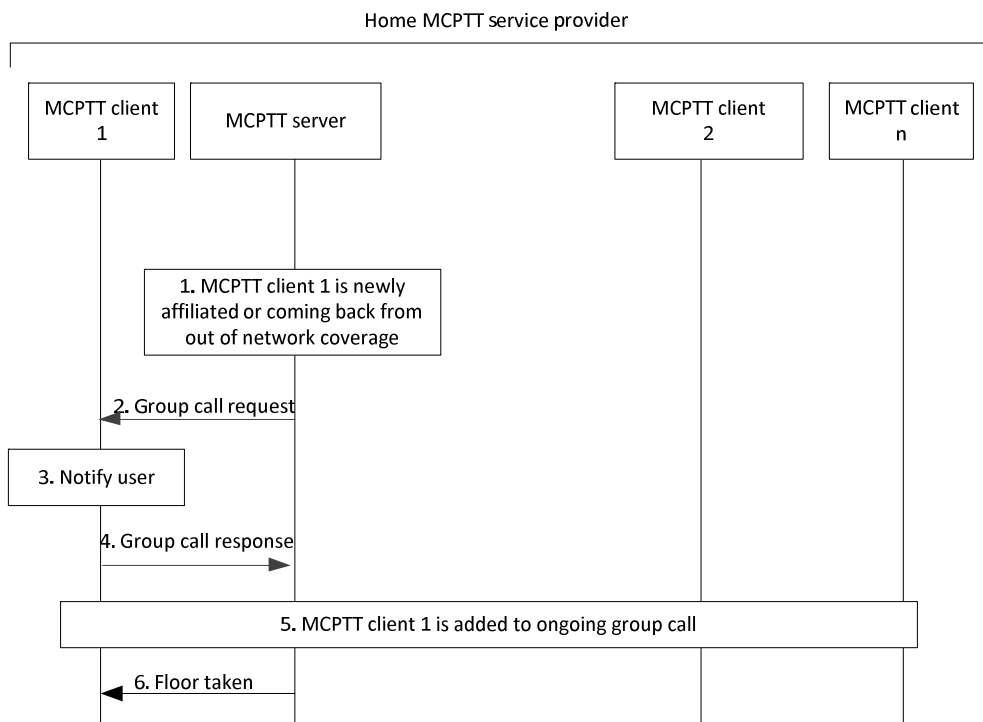 Home MCPTT service provider
MCPTT client
1
MCPTT server
MCPTT client
2
MCPTT client
n
1. MCPTT client 1 is newly
affiliated or coming back from
out of network coverage
2. Group call request
3. Notify user
4. Group call response
5. MCPTT client 1 is added to ongoing group call
6. Floor taken